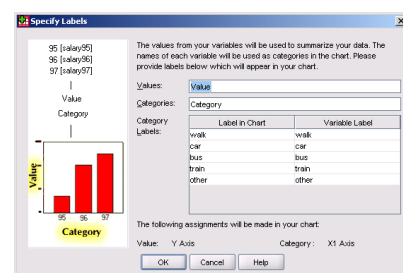 Specify Labels
95 [salary95]
96 [salary96]
97 [salary97]
Value
Category
Value
95 96 97
Category
The values from your variables will be used to summarize your data. The
names of each variable will be used as categories in the chart. Please
provide labels below which will appear in your chart.
Values: Value
Categories: Category
Category
Labels:
Label in Chart Variable Label
walk walk
car car
bus bus
train train
other other
The following assignments will be made in your chart:
Value: Y Axis Category: X1 Axis
OK Cancel Help